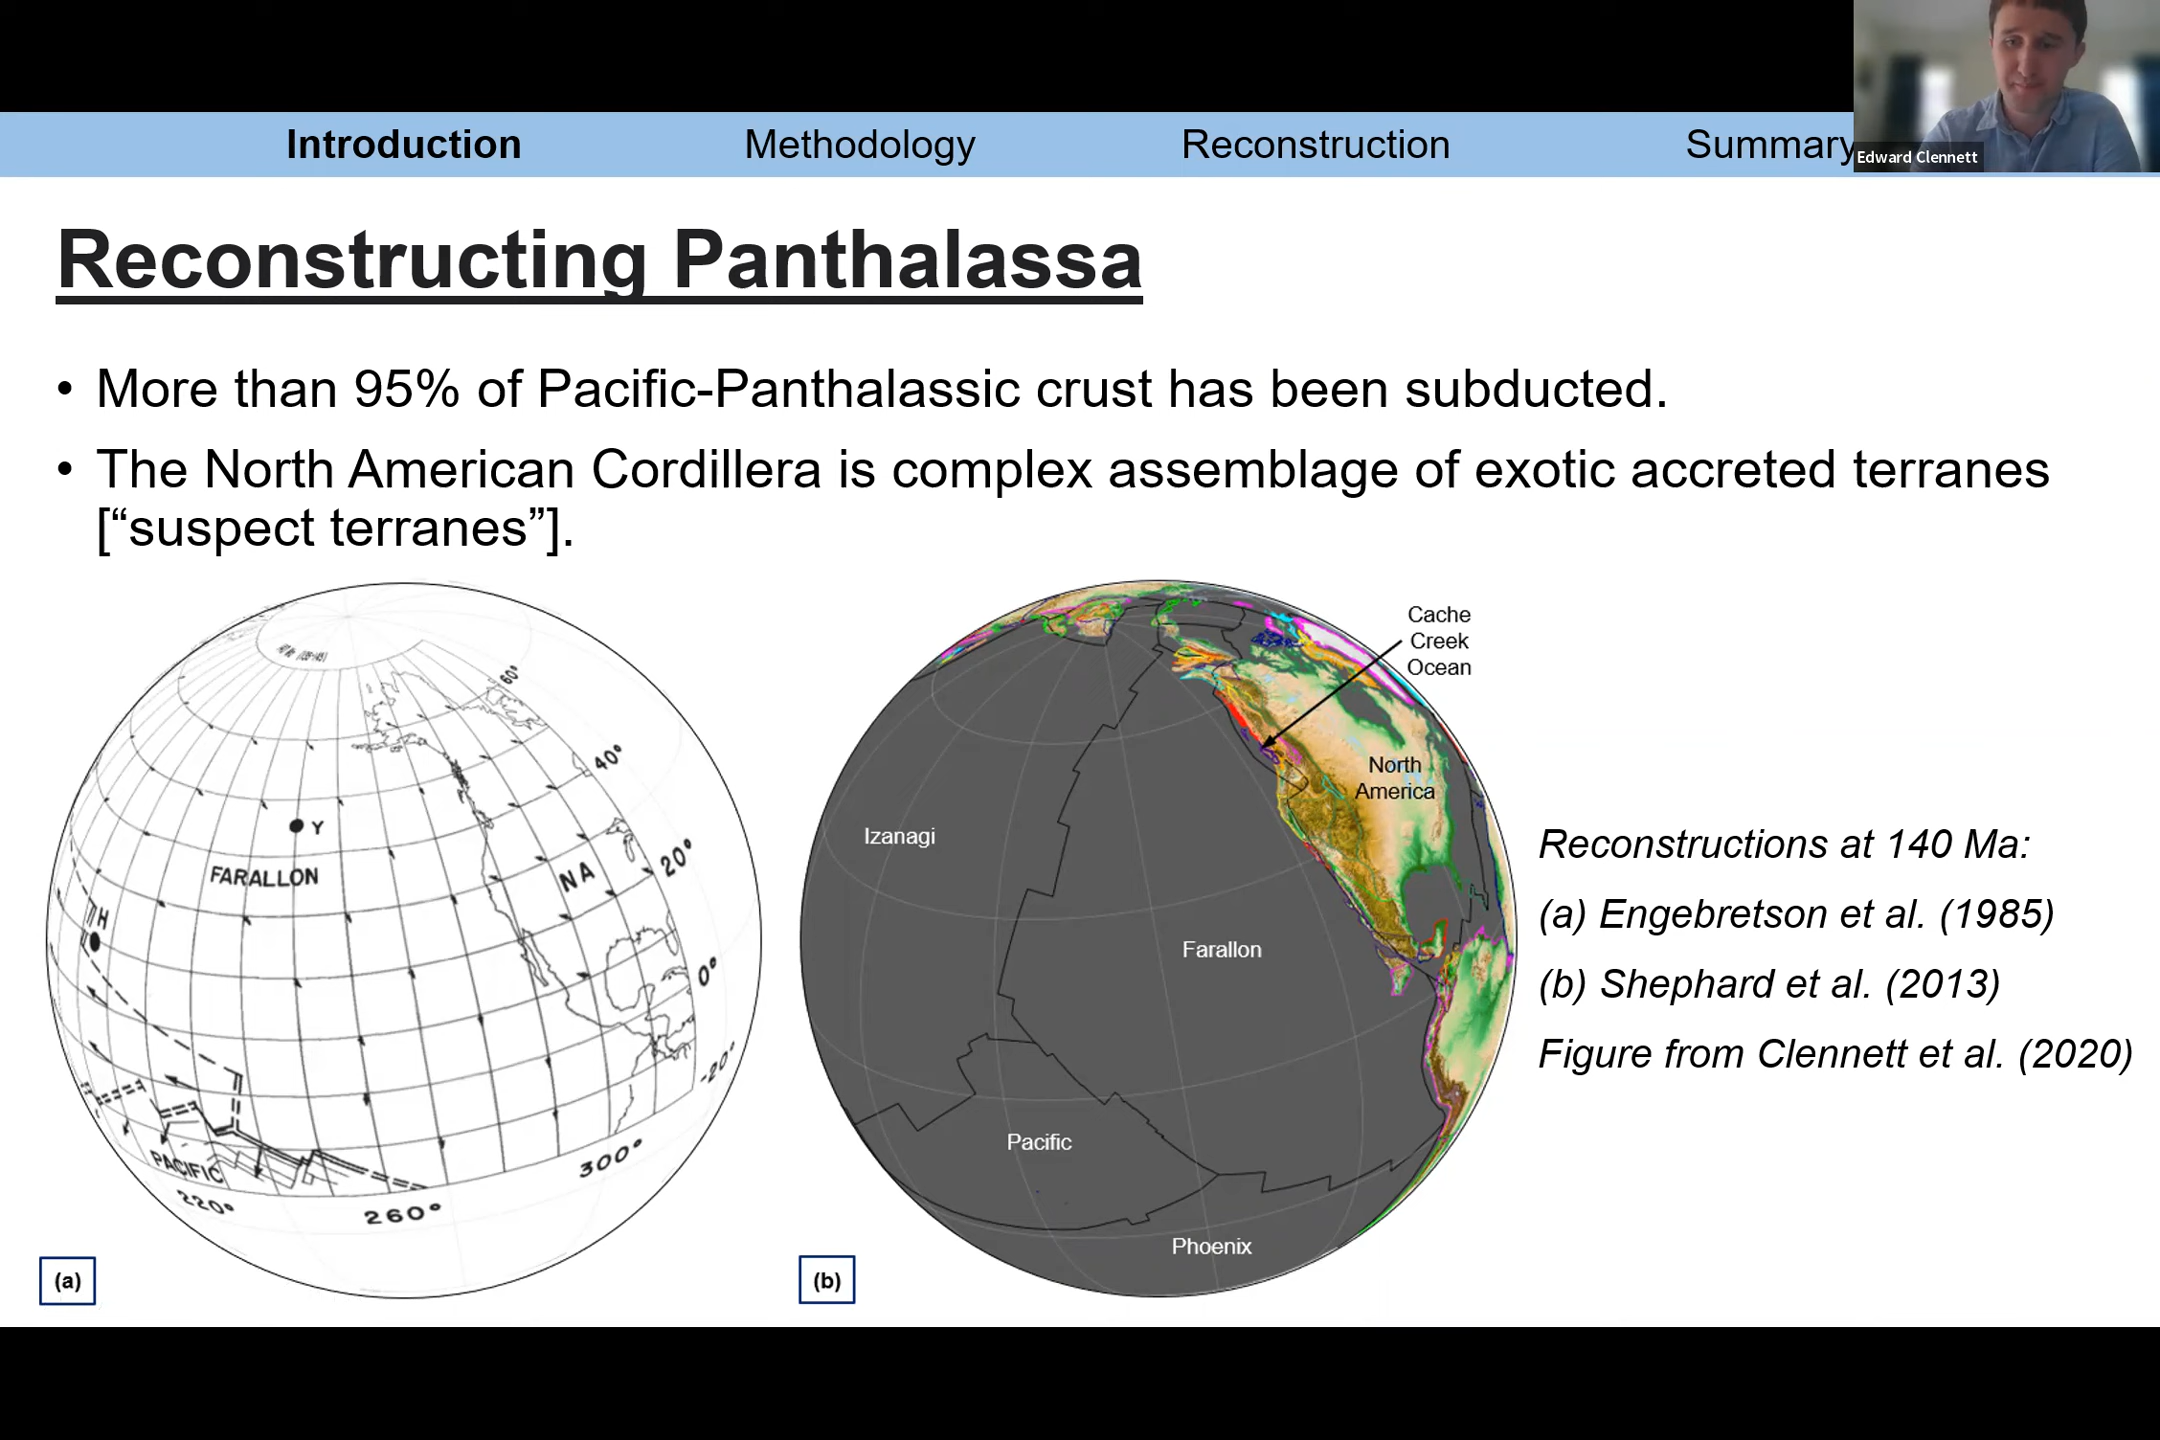 Introduction
Methodology
Reconstruction
Summary
Edward Clennett
Reconstructing Panthalassa
• More than 95% of Pacific-Panthalassic crust has been subducted.
• The North American Cordillera is complex assemblage of exotic accreted terranes
[“suspect terranes”].
60°
40°
20°
0°
-20°
300°
260°
220°
Y
FARALLON
NA
H
PACIFIC
(a)
Cache
Creek
Ocean
North
America
Izanagi
Farallon
Pacific
Phoenix
(b)
Reconstructions at 140 Ma:
(a) Engebretson et al. (1985)
(b) Shephard et al. (2013)
Figure from Clennett et al. (2020)